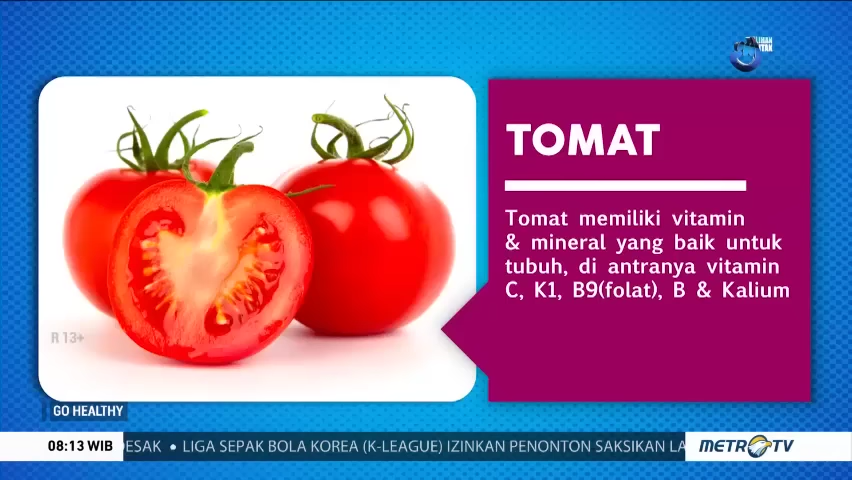 TOMAT
Tomat memiliki vitamin
& mineral yang baik untuk
tubuh, di antranya vitamin
C, K1, B9(folat), B & Kalium
R 13+
GO HEALTHY
08:13 WIB
ESAK • LIGA SEPAK BOLA KOREA (K-LEAGUE) IZINKAN PENONTON SAKSIKAN LA
METRO TV